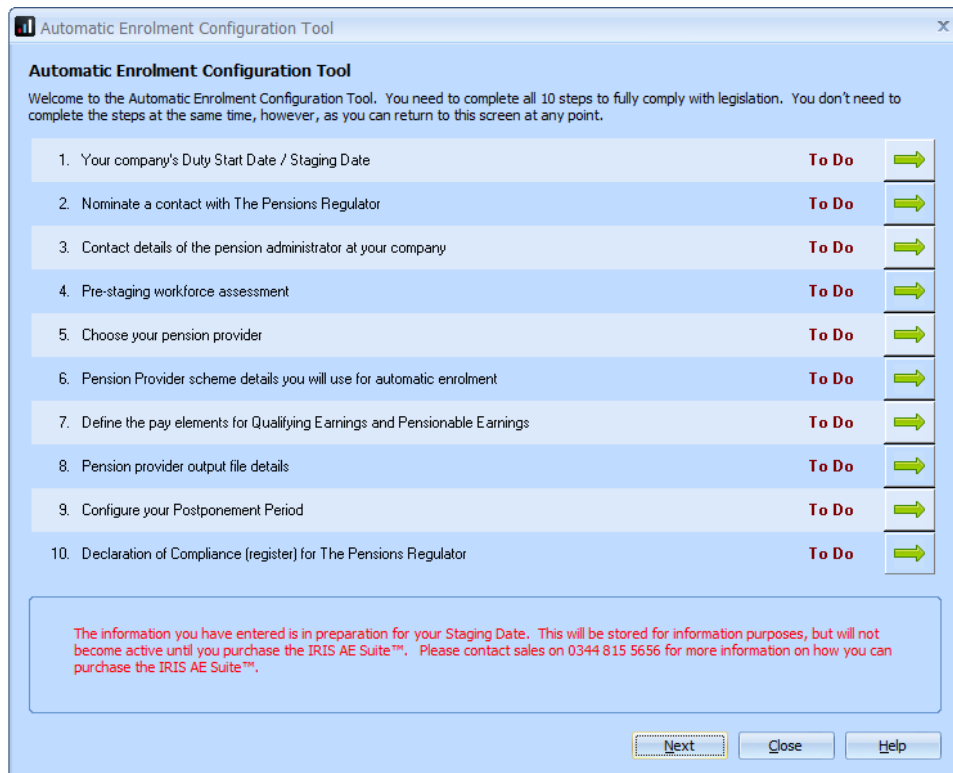 Automatic Enrolment Configuration Tool
Automatic Enrolment Configuration Tool
Welcome to the Automatic Enrolment Configuration Tool. You need to complete all 10 steps to fully comply with legislation. You don't need to
complete the steps at the same time, however, as you can return to this screen at any point.
1. Your company's Duty Start Date / Staging Date To Do
2. Nominate a contact with The Pensions Regulator To Do
3. Contact details of the pension administrator at your company To Do
4. Pre-staging workforce assessment To Do
5. Choose your pension provider To Do
6. Pension Provider scheme details you will use for automatic enrolment To Do
7. Define the pay elements for Qualifying Earnings and Pensionable Earnings To Do
8. Pension provider output file details To Do
9. Configure your Postponement Period To Do
10. Declaration of Compliance (register) for The Pensions Regulator To Do
The information you have entered is in preparation for your Staging Date. This will be stored for information purposes, but will not
become active until you purchase the IRIS AE Suite™. Please contact sales on 0344 815 5656 for more information on how you can
purchase the IRIS AE Suite™.
Next Close Help